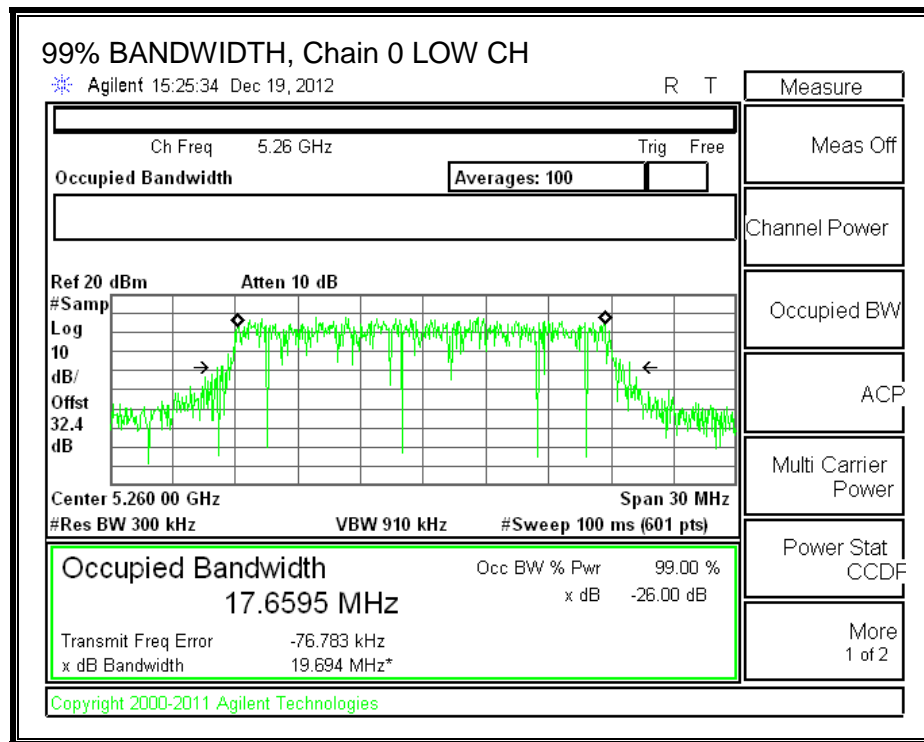 99% BANDWIDTH, Chain 0 LOW CH
Agilent 15:25:34 Dec 19, 2012 R T
Measure
Ch Freq 5.26 GHz Trig Free
Occupied Bandwidth Averages: 100
Meas Off
Channel Power
Occupied BW
ACP
Multi Carrier
Power
Power Stat
CCDF
More
1 of 2
Ref 20 dBm Atten 10 dB
#Samp
Log
10
dB/
Offst
32.4
dB
Center 5.260 00 GHz Span 30 MHz
#Res BW 300 kHz VBW 910 kHz #Sweep 100 ms (601 pts)
Occupied Bandwidth Occ BW % Pwr 99.00 %
17.6595 MHz x dB -26.00 dB
Transmit Freq Error -76.783 kHz
x dB Bandwidth 19.694 MHz*
Copyright 2000-2011 Agilent Technologies